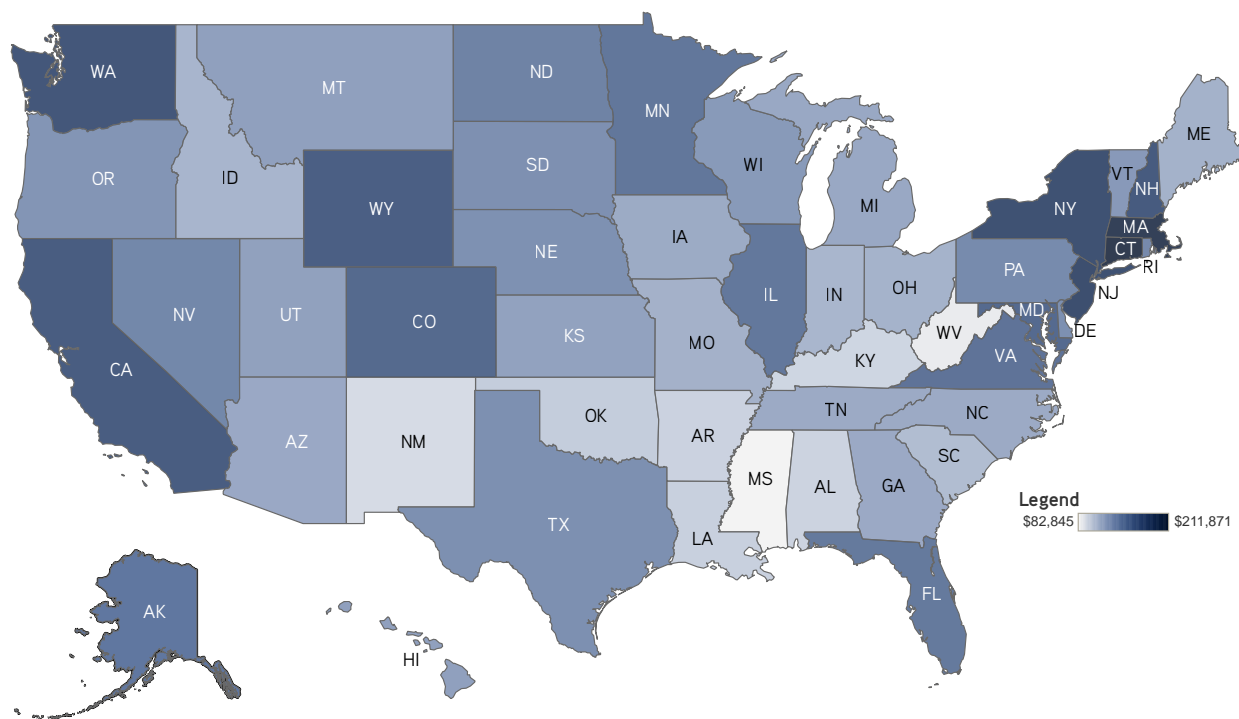 WA
MT
ND
MN
ME
OR
ID
WY
SD
WI
MI
VT
NH
NY
MA
CT
RI
IA
NE
PA
NV
UT
CO
IL
IN
OH
NJ
MD
DE
KS
MO
WV
VA
KY
CA
AZ
NM
OK
AR
TN
NC
SC
MS
AL
GA
TX
LA
FL
AK
HI
Legend
$82,845 $211,871